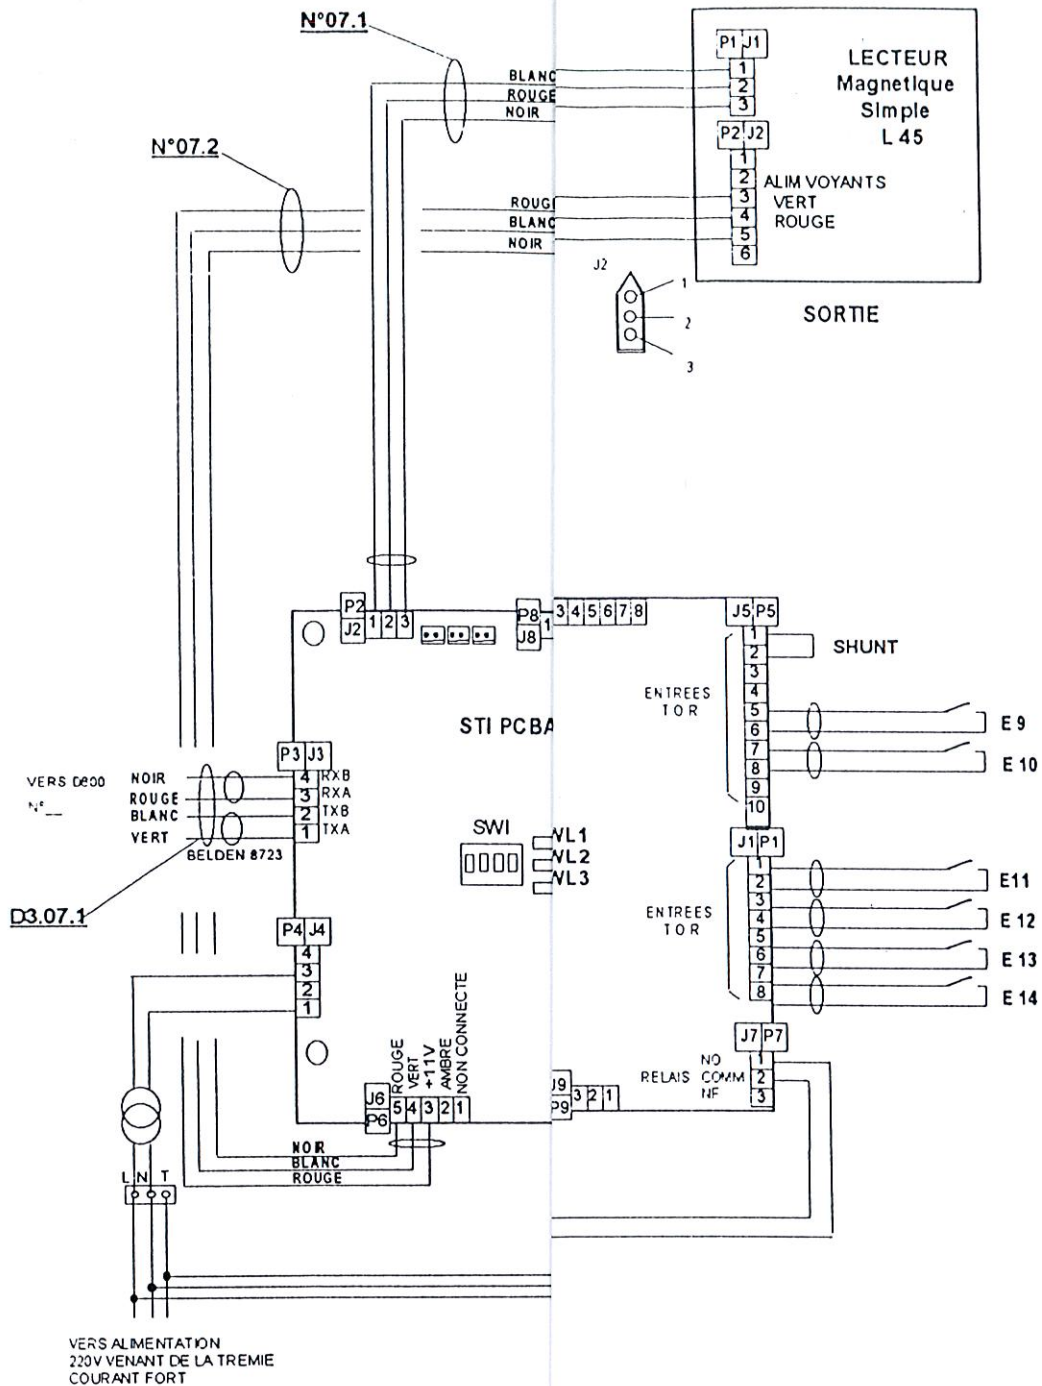 N°07.1
P1 J1
LECTEUR
Magnetique
Simple
L 45
BLANC
ROUGE
NOIR
1
2
3
P2 J2
N°07.2
1
2
3
4
5
6
ALIM VOYANTS
VERT
ROUGE
ROUGE
BLANC
NOIR
J2
1
2
3
SORTIE
P2
J2
1 2 3
P8
J8
1
3 4 5 6 7 8
J5 P5
1
2
3
4
5
6
7
8
9
10
SHUNT
ENTREES
TOR
E 9
E 10
STI PCBA
P3 J3
VERS D800
N° __
NOIR
ROUGE
BLANC
VERT
4 RXB
3 RXA
2 TXB
1 TXA
BELDEN 8723
SWI
VL1
VL2
VL3
D3.07.1
J1 P1
1
2
3
4
5
6
7
8
ENTREES
TOR
E11
E 12
E 13
E 14
P4 J4
4
3
2
1
J7 P7
1
2
3
RELAIS
NO
COMM
NF
ROUGE
VERT
+11V
AMBRE
NON CONNECTE
J6
P6
5 4 3 2 1
J9
P9
3 2 1
NOIR
BLANC
ROUGE
L N T
VERS ALIMENTATION
220V VENANT DE LA TREMIE
COURANT FORT